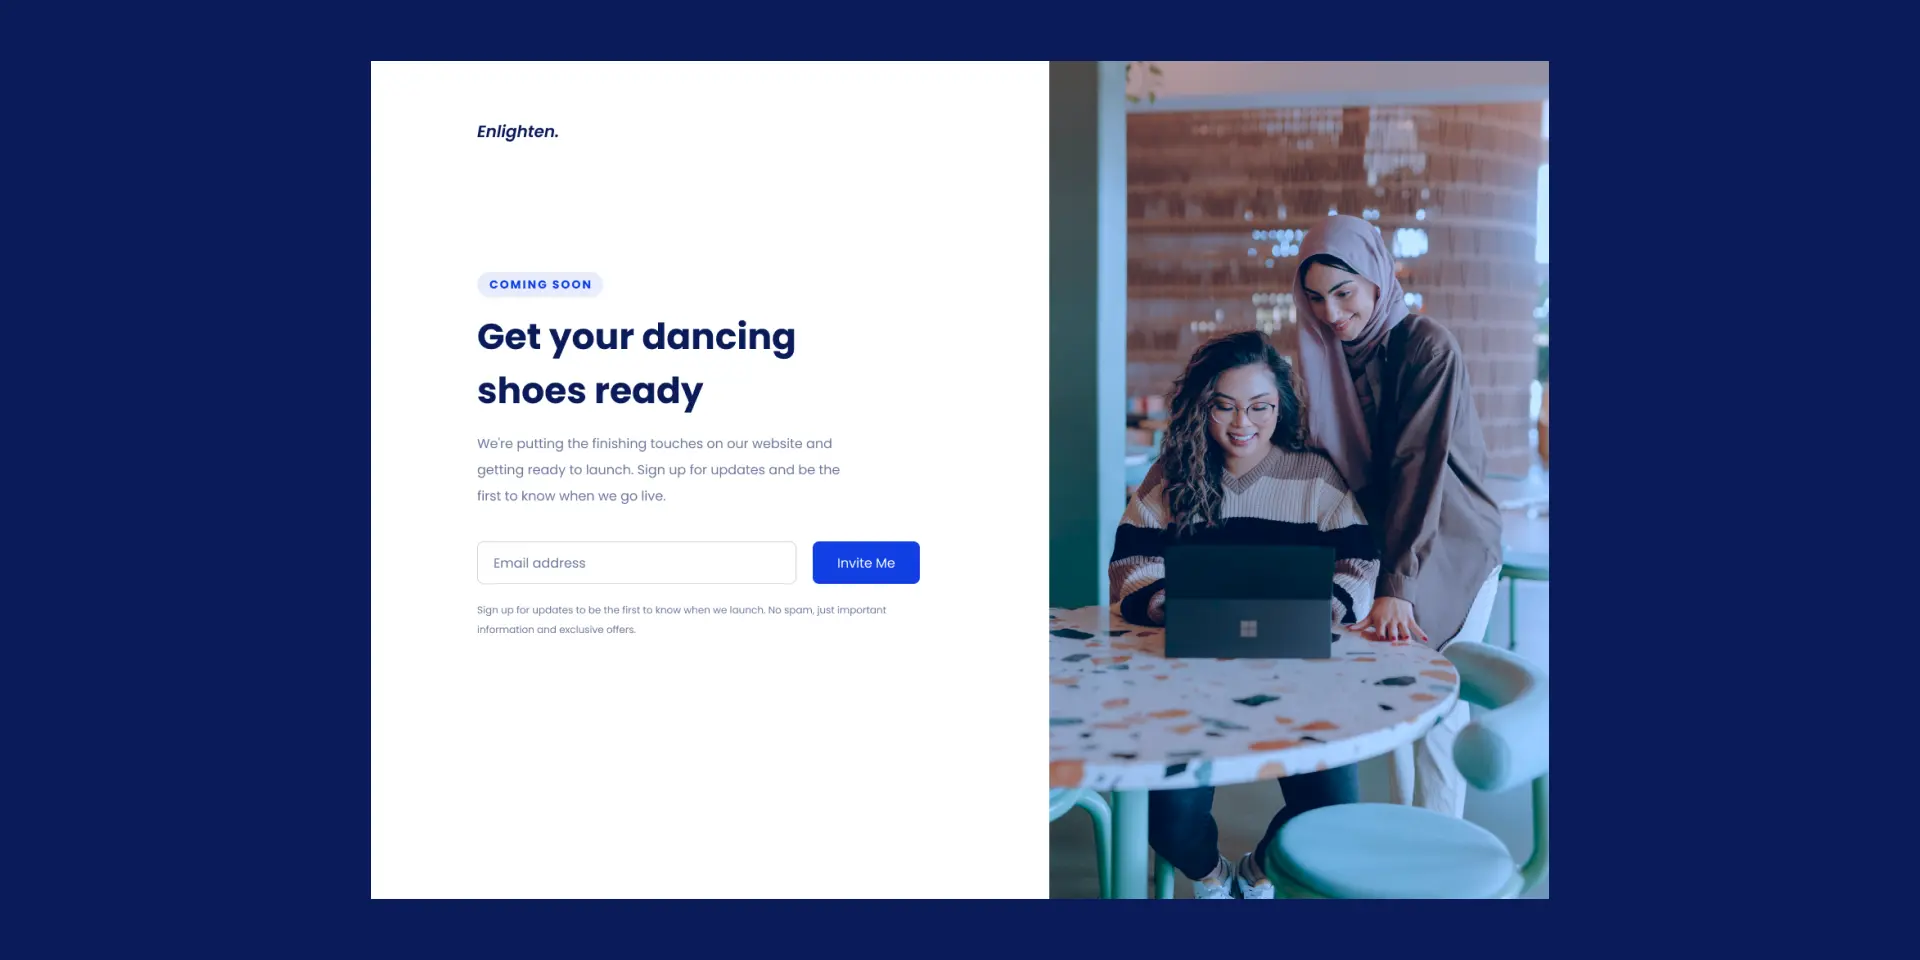 Enlighten.
COMING SOON
Get your dancing
shoes ready
We're putting the finishing touches on our website and
getting ready to launch. Sign up for updates and be the
first to know when we go live.
Email address
Invite Me
Sign up for updates to be the first to know when we launch. No spam, just important
information and exclusive offers.